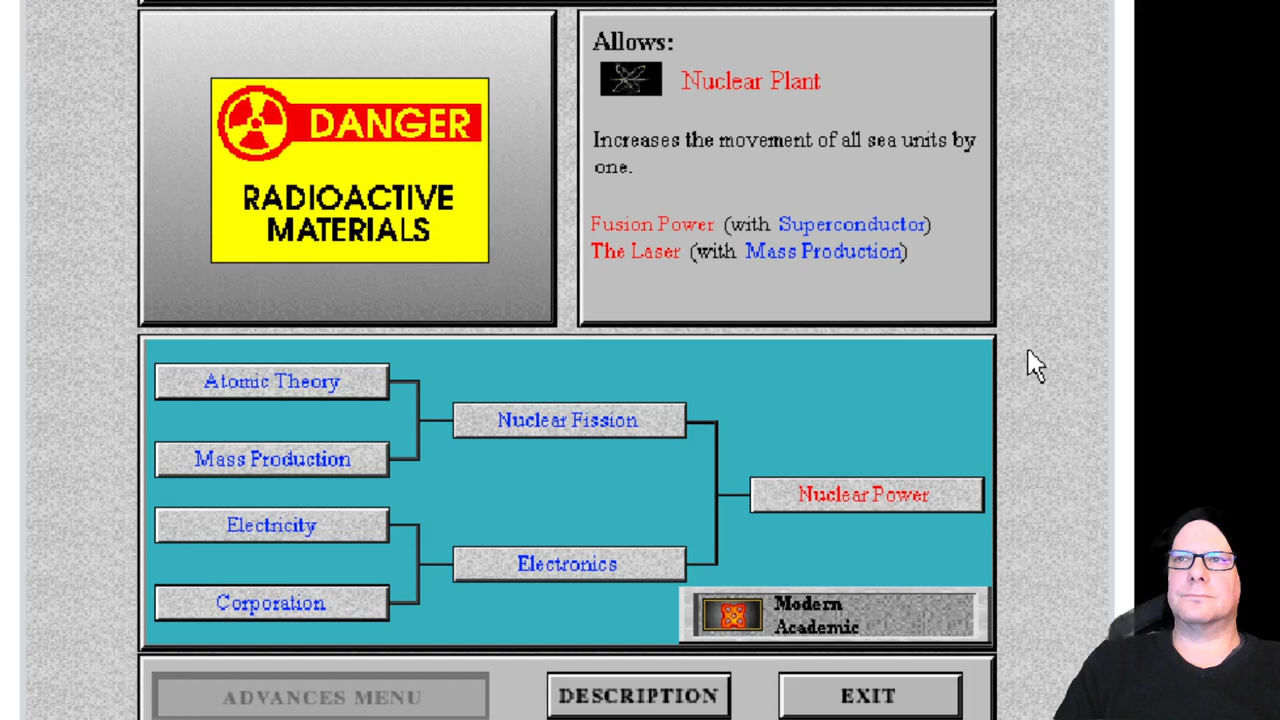 DANGER
RADIOACTIVE
MATERIALS
Allows:
Nuclear Plant
Increases the movement of all sea units by
one.
Fusion Power (with Superconductor)
The Laser (with Mass Production)
Atomic Theory
Mass Production
Electricity
Corporation
Nuclear Fission
Electronics
Nuclear Power
Modern
Academic
ADVANCES MENU
DESCRIPTION
EXIT